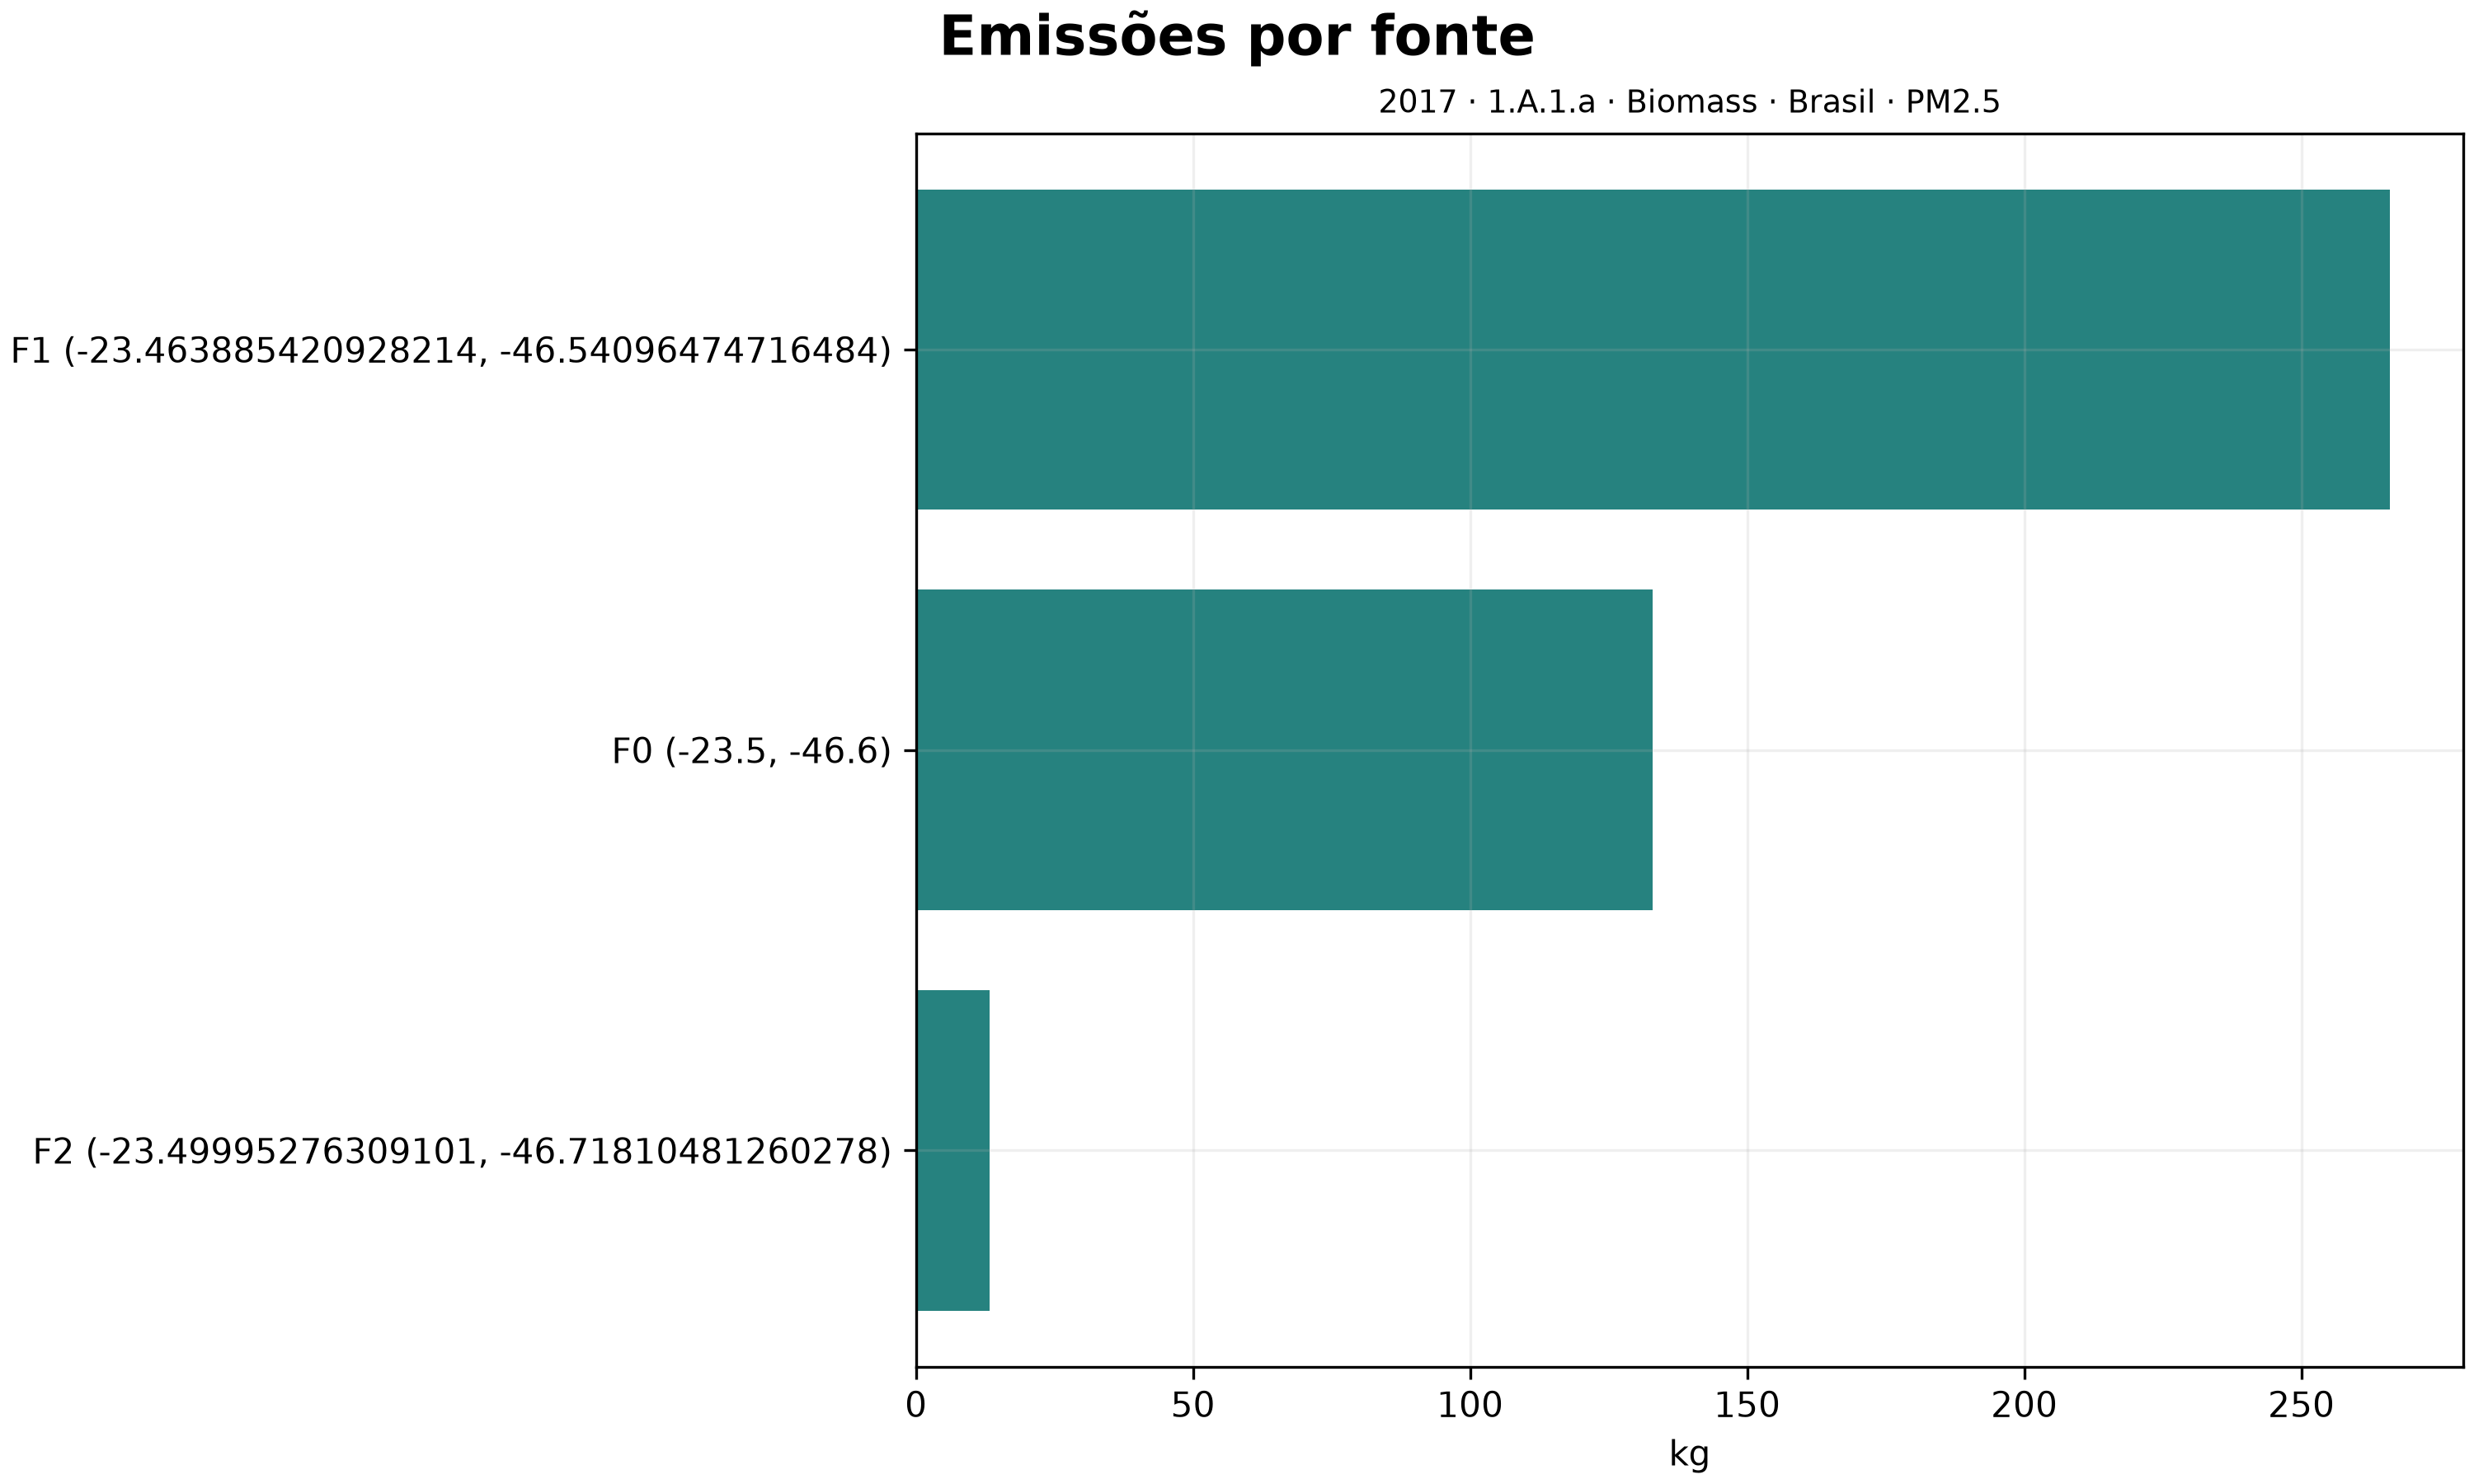 Emissões por fonte
2017 · 1.A.1.a · Biomass · Brasil · PM2.5
F1 (-23.463885420928214, -46.540964747716484)
F0 (-23.5, -46.6)
F2 (-23.49995276309101, -46.71810481260278)
0 50 100 150 200 250
kg